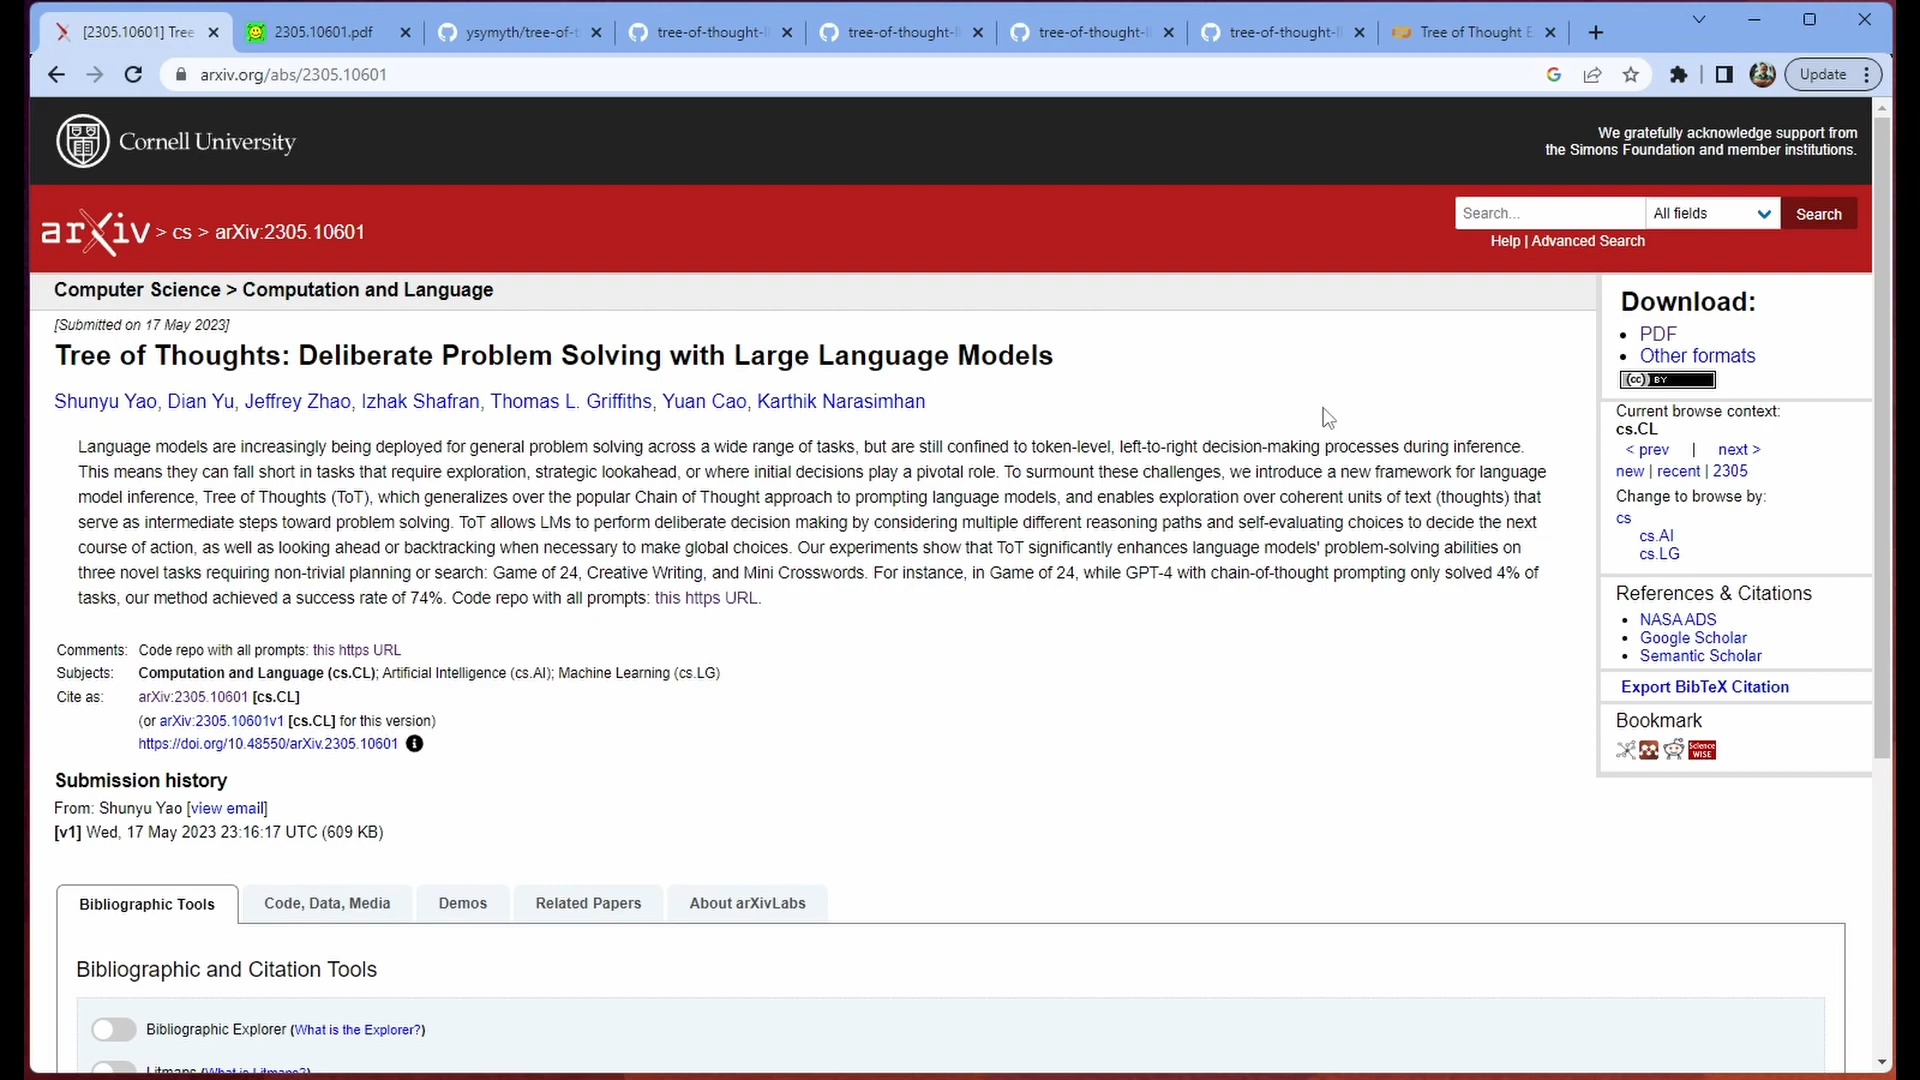 [2305.10601] Tree
2305.10601.pdf
ysymyth/tree-of-t
tree-of-thought-l
tree-of-thought-l
tree-of-thought-l
tree-of-thought-l
Tree of Thought E
arxiv.org/abs/2305.10601
Update
Cornell University
We gratefully acknowledge support from
the Simons Foundation and member institutions.
arXiv > cs > arXiv:2305.10601
Search...
All fields
Search
Help | Advanced Search
Computer Science > Computation and Language
[Submitted on 17 May 2023]
Tree of Thoughts: Deliberate Problem Solving with Large Language Models
Shunyu Yao, Dian Yu, Jeffrey Zhao, Izhak Shafran, Thomas L. Griffiths, Yuan Cao, Karthik Narasimhan
Language models are increasingly being deployed for general problem solving across a wide range of tasks, but are still confined to token-level, left-to-right decision-making processes during inference.
This means they can fall short in tasks that require exploration, strategic lookahead, or where initial decisions play a pivotal role. To surmount these challenges, we introduce a new framework for language
model inference, Tree of Thoughts (ToT), which generalizes over the popular Chain of Thought approach to prompting language models, and enables exploration over coherent units of text (thoughts) that
serve as intermediate steps toward problem solving. ToT allows LMs to perform deliberate decision making by considering multiple different reasoning paths and self-evaluating choices to decide the next
course of action, as well as looking ahead or backtracking when necessary to make global choices. Our experiments show that ToT significantly enhances language models' problem-solving abilities on
three novel tasks requiring non-trivial planning or search: Game of 24, Creative Writing, and Mini Crosswords. For instance, in Game of 24, while GPT-4 with chain-of-thought prompting only solved 4% of
tasks, our method achieved a success rate of 74%. Code repo with all prompts: this https URL.
Comments: Code repo with all prompts: this https URL
Subjects: Computation and Language (cs.CL); Artificial Intelligence (cs.AI); Machine Learning (cs.LG)
Cite as: arXiv:2305.10601 [cs.CL]
(or arXiv:2305.10601v1 [cs.CL] for this version)
https://doi.org/10.48550/arXiv.2305.10601
Submission history
From: Shunyu Yao [view email]
[v1] Wed, 17 May 2023 23:16:17 UTC (609 KB)
Download:
PDF
Other formats
(cc) BY
Current browse context:
cs.CL
< prev | next >
new | recent | 2305
Change to browse by:
cs
cs.AI
cs.LG
References & Citations
NASA ADS
Google Scholar
Semantic Scholar
Export BibTeX Citation
Bookmark
Science
WISE
Bibliographic Tools
Code, Data, Media
Demos
Related Papers
About arXivLabs
Bibliographic and Citation Tools
Bibliographic Explorer (What is the Explorer?)
Litmaps (What is Litmaps?)